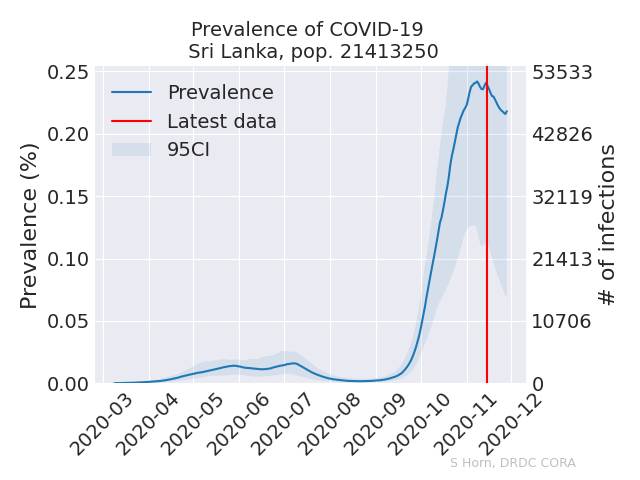 Prevalence of COVID-19
Sri Lanka, pop. 21413250
Prevalence
Latest data
95CI
Prevalence (%)
0.25
0.20
0.15
0.10
0.05
0.00
53533
42826
32119
21413
10706
0
# of infections
2020-03
2020-04
2020-05
2020-06
2020-07
2020-08
2020-09
2020-10
2020-11
2020-12
S Horn, DRDC CORA